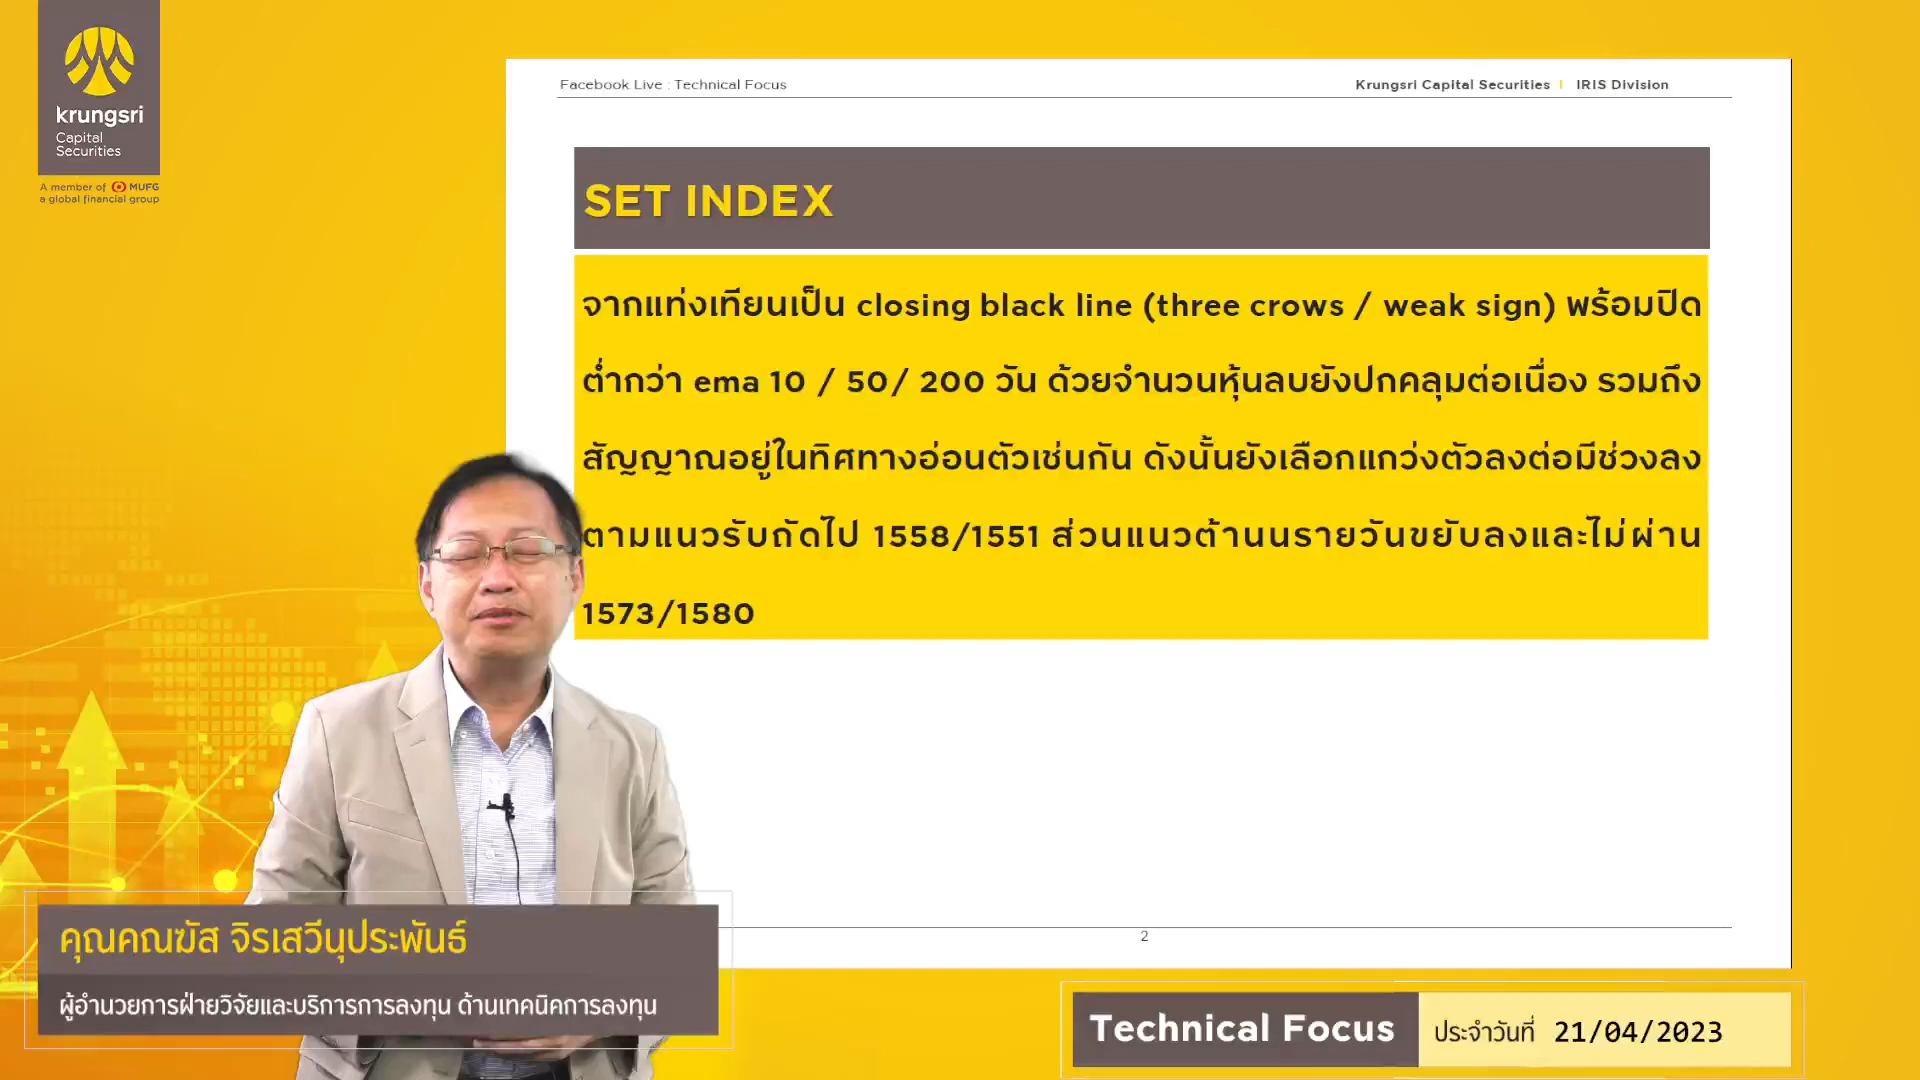 krungsri
Capital
Securities
A member of MUFG
a global financial group
Facebook Live : Technical Focus
Krungsri Capital Securities | IRIS Division
SET INDEX
จากแท่งเทียนเป็น closing black line (three crows / weak sign) พร้อมปิด
ต่ำกว่า ema 10 / 50/ 200 วัน ด้วยจำนวนหุ้นลบยังปกคลุมต่อเนื่อง รวมถึง
สัญญาณอยู่ในทิศทางอ่อนตัวเช่นกัน ดังนั้นยังเลือกแกว่งตัวลงต่อมีช่วงลง
ตามแนวรับถัดไป 1558/1551 ส่วนแนวต้านนรายวันขยับลงและไม่ผ่าน
1573/1580
2
คุณคณฆัส จิรเสวีนุประพันธ์
ผู้อำนวยการฝ่ายวิจัยและบริการการลงทุน ด้านเทคนิคการลงทุน
Technical Focus ประจำวันที่ 21/04/2023